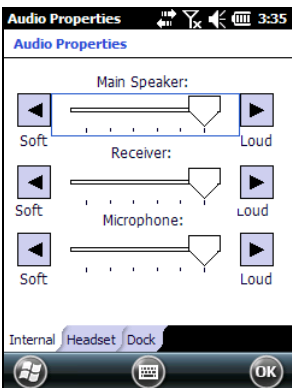 Audio Properties 3:35
Audio Properties
Main Speaker:
Soft Loud
Receiver:
Soft Loud
Microphone:
Soft Loud
Internal Headset Dock
OK